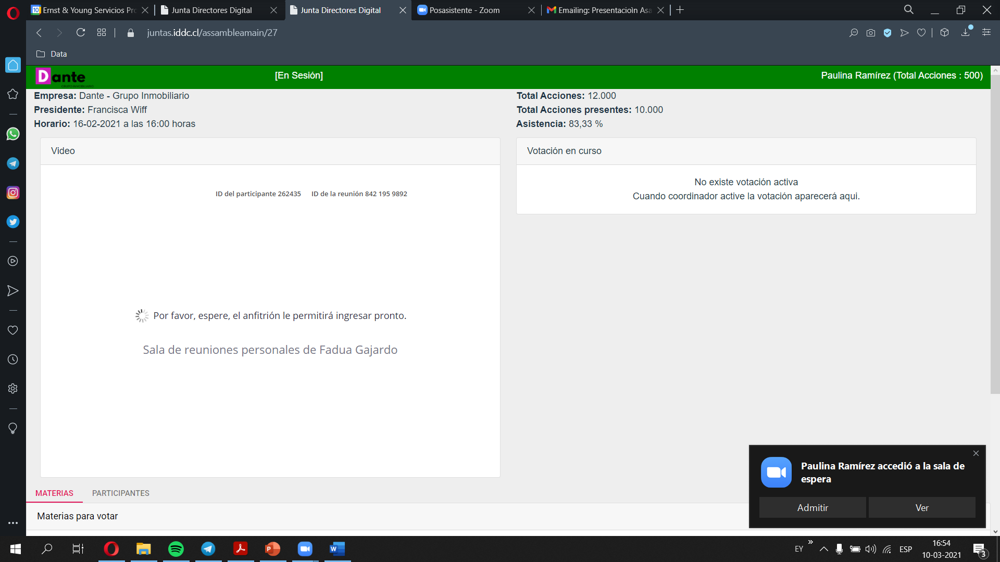 Ernst & Young Servicios Pro
Junta Directores Digital
Junta Directores Digital
Posasistente - Zoom
Emailing: Presentacioìn Asa
juntas.iddc.cl/assambleamain/27
Data
Dante
[En Sesión]
Paulina Ramírez (Total Acciones : 500)
Empresa: Dante - Grupo Inmobiliario
Presidente: Francisca Wiff
Horario: 16-02-2021 a las 16:00 horas
Total Acciones: 12.000
Total Acciones presentes: 10.000
Asistencia: 83,33 %
Video
ID del participante 262435 ID de la reunión 842 195 9892
Por favor, espere, el anfitrión le permitirá ingresar pronto.
Sala de reuniones personales de Fadua Gajardo
Votación en curso
No existe votación activa
Cuando coordinador active la votación aparecerá aqui.
MATERIAS PARTICIPANTES
Materias para votar
Paulina Ramírez accedió a la sala de
espera
Admitir Ver
EY
ESP
16:54
10-03-2021
3